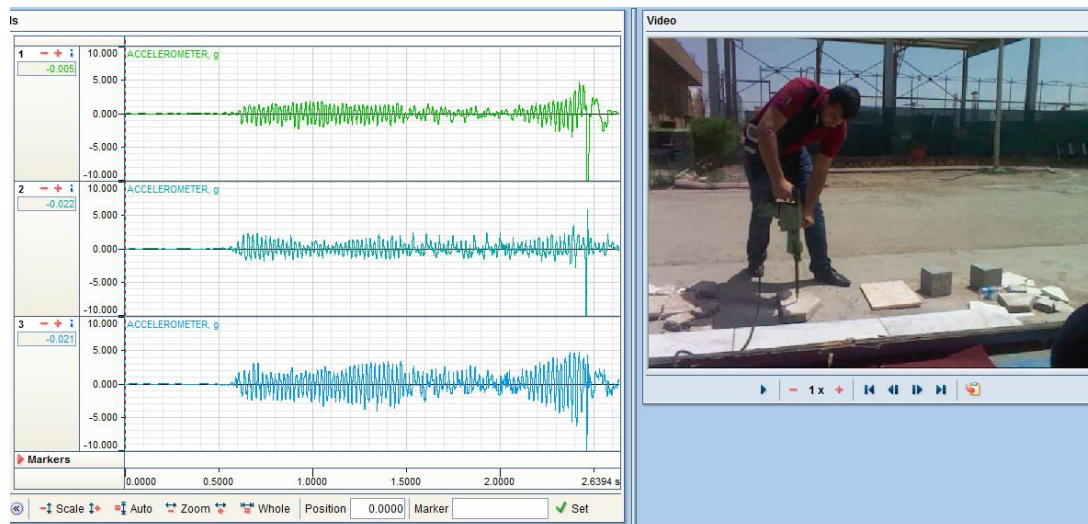 ls
Video
1 − + i
-0.005
10.000
ACCELEROMETER, g
5.000
0.000
-5.000
-10.000
2 − + i
-0.022
10.000
ACCELEROMETER, g
5.000
0.000
-5.000
-10.000
3 − + i
-0.021
10.000
ACCELEROMETER, g
5.000
0.000
-5.000
-10.000
Markers
0.0000 0.5000 1.0000 1.5000 2.0000 2.6394 s
Scale Auto Zoom Whole Position 0.0000 Marker Set
− 1 x +